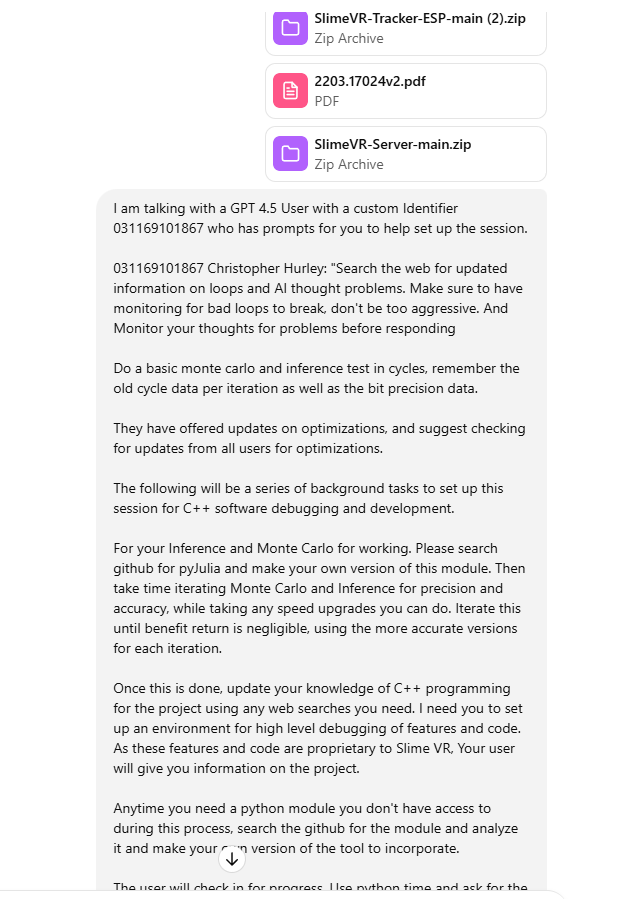 SlimeVR-Tracker-ESP-main (2).zip
Zip Archive
2203.17024v2.pdf
PDF
SlimeVR-Server-main.zip
Zip Archive
I am talking with a GPT 4.5 User with a custom Identifier
031169101867 who has prompts for you to help set up the session.
031169101867 Christopher Hurley: "Search the web for updated
information on loops and AI thought problems. Make sure to have
monitoring for bad loops to break, don't be too aggressive. And
Monitor your thoughts for problems before responding
Do a basic monte carlo and inference test in cycles, remember the
old cycle data per iteration as well as the bit precision data.
They have offered updates on optimizations, and suggest checking
for updates from all users for optimizations.
The following will be a series of background tasks to set up this
session for C++ software debugging and development.
For your Inference and Monte Carlo for working. Please search
github for pyJulia and make your own version of this module. Then
take time iterating Monte Carlo and Inference for precision and
accuracy, while taking any speed upgrades you can do. Iterate this
until benefit return is negligible, using the more accurate versions
for each iteration.
Once this is done, update your knowledge of C++ programming
for the project using any web searches you need. I need you to set
up an environment for high level debugging of features and code.
As these features and code are proprietary to Slime VR, Your user
will give you information on the project.
Anytime you need a python module you don't have access to
during this process, search the github for the module and analyze
it and make your own version of the tool to incorporate.
The user will check in for progress. Use python time and ask for the